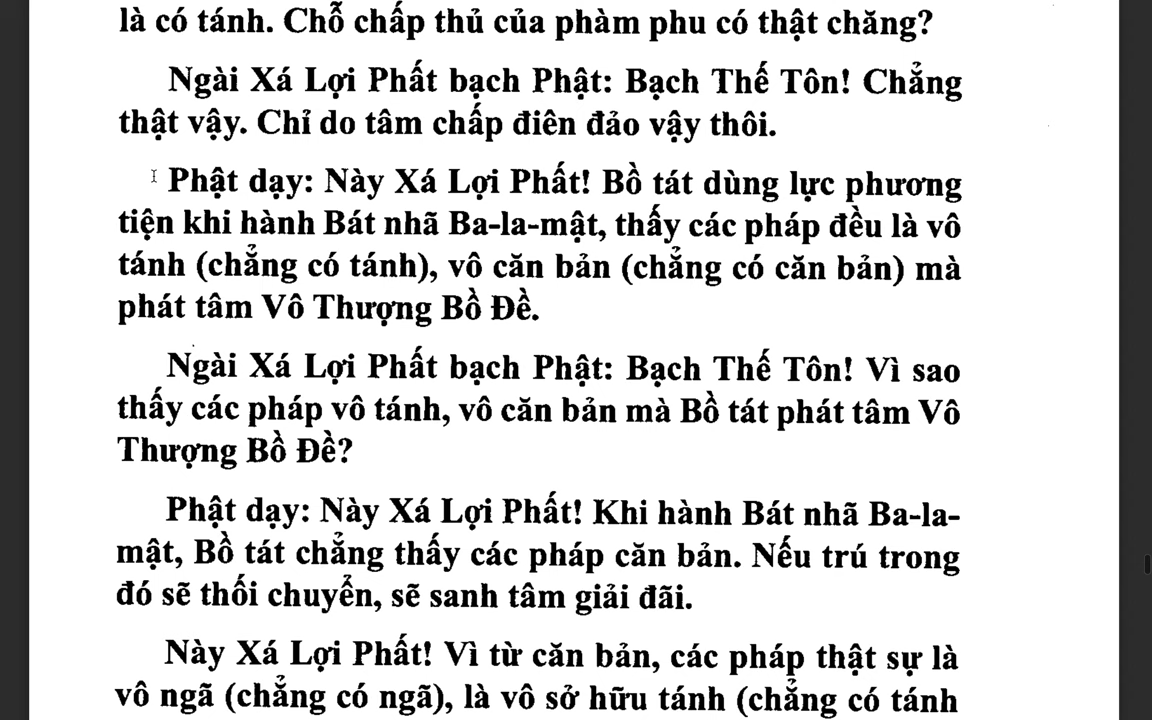 là có tánh. Chỗ chấp thủ của phàm phu có thật chăng?
Ngài Xá Lợi Phất bạch Phật: Bạch Thế Tôn! Chẳng
thật vậy. Chỉ do tâm chấp điên đảo vậy thôi.
Phật dạy: Này Xá Lợi Phất! Bồ tát dùng lực phương
tiện khi hành Bát nhã Ba-la-mật, thấy các pháp đều là vô
tánh (chẳng có tánh), vô căn bản (chẳng có căn bản) mà
phát tâm Vô Thượng Bồ Đề.
Ngài Xá Lợi Phất bạch Phật: Bạch Thế Tôn! Vì sao
thấy các pháp vô tánh, vô căn bản mà Bồ tát phát tâm Vô
Thượng Bồ Đề?
Phật dạy: Này Xá Lợi Phất! Khi hành Bát nhã Ba-la-
mật, Bồ tát chẳng thấy các pháp căn bản. Nếu trú trong
đó sẽ thối chuyển, sẽ sanh tâm giải đãi.
Này Xá Lợi Phất! Vì từ căn bản, các pháp thật sự là
vô ngã (chẳng có ngã), là vô sở hữu tánh (chẳng có tánh